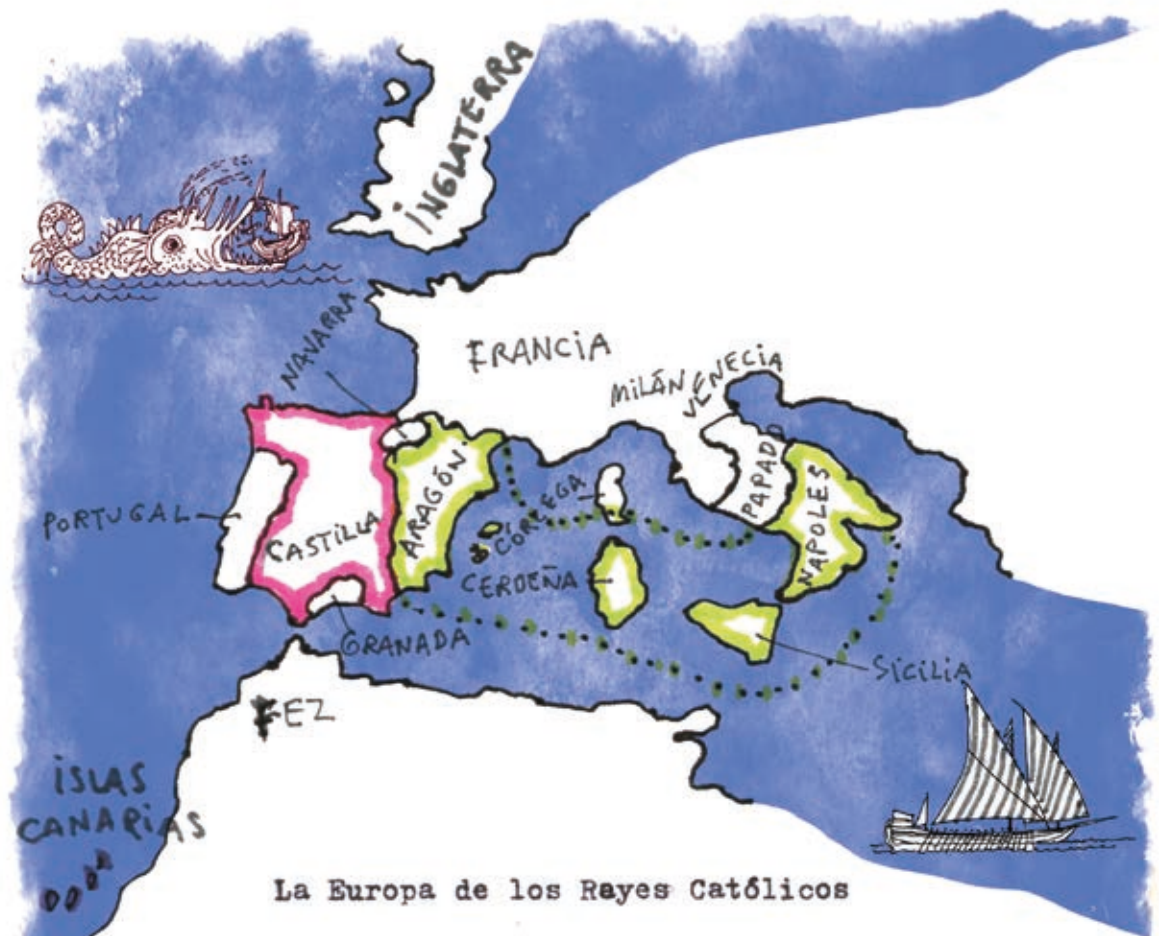 INGLATERRA
NAVARRA
FRANCIA
MILÁN
VENECIA
PAPADO
NAPOLES
ARAGÓN
CÓRCEGA
PORTUGAL
CASTILLA
CERDEÑA
GRANADA
SICILIA
FEZ
ISLAS
CANARIAS
La Europa de los Reyes Católicos